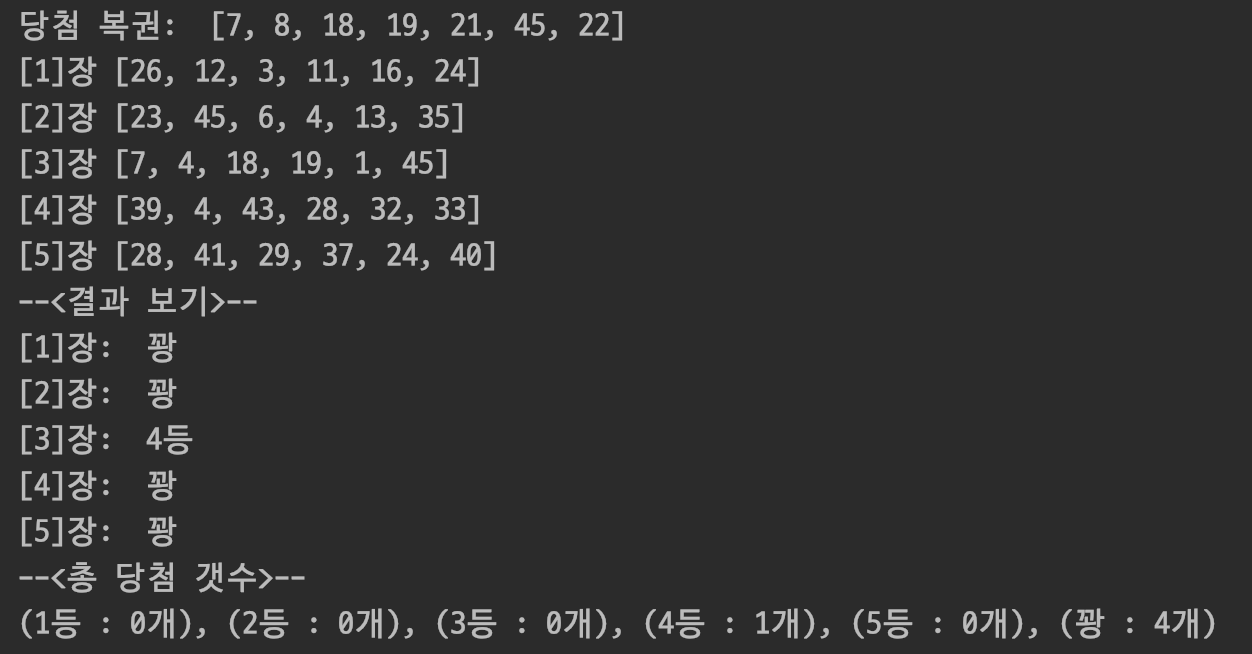 당첨 복권:  [7, 8, 18, 19, 21, 45, 22]
[1]장 [26, 12, 3, 11, 16, 24]
[2]장 [23, 45, 6, 4, 13, 35]
[3]장 [7, 4, 18, 19, 1, 45]
[4]장 [39, 4, 43, 28, 32, 33]
[5]장 [28, 41, 29, 37, 24, 40]
--<결과 보기>--
[1]장:  꽝
[2]장:  꽝
[3]장:  4등
[4]장:  꽝
[5]장:  꽝
--<총 당첨 갯수>--
(1등 : 0개), (2등 : 0개), (3등 : 0개), (4등 : 1개), (5등 : 0개), (꽝 : 4개)